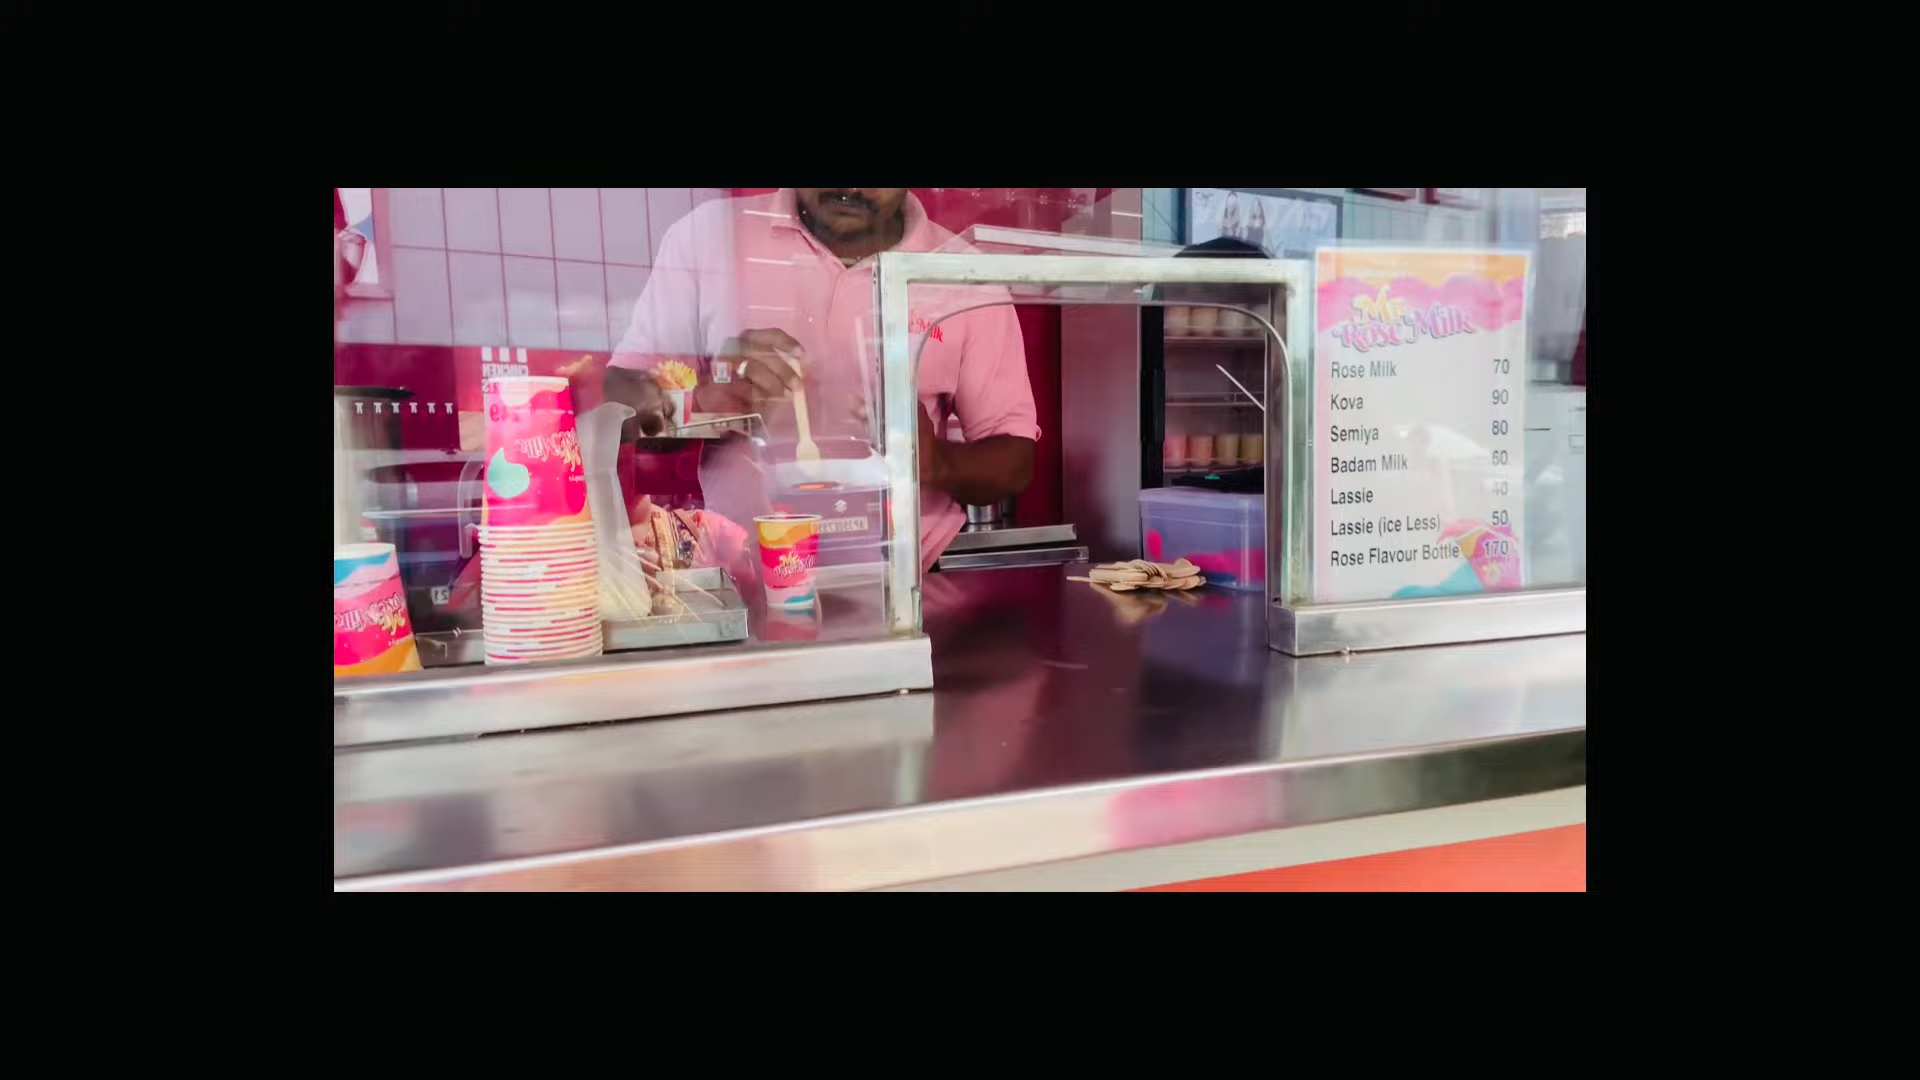 Mr.
Rose Milk
Rose Milk 70
Kova 90
Semiya 80
Badam Milk 60
Lassie 40
Lassie (ice Less) 50
Rose Flavour Bottle 170